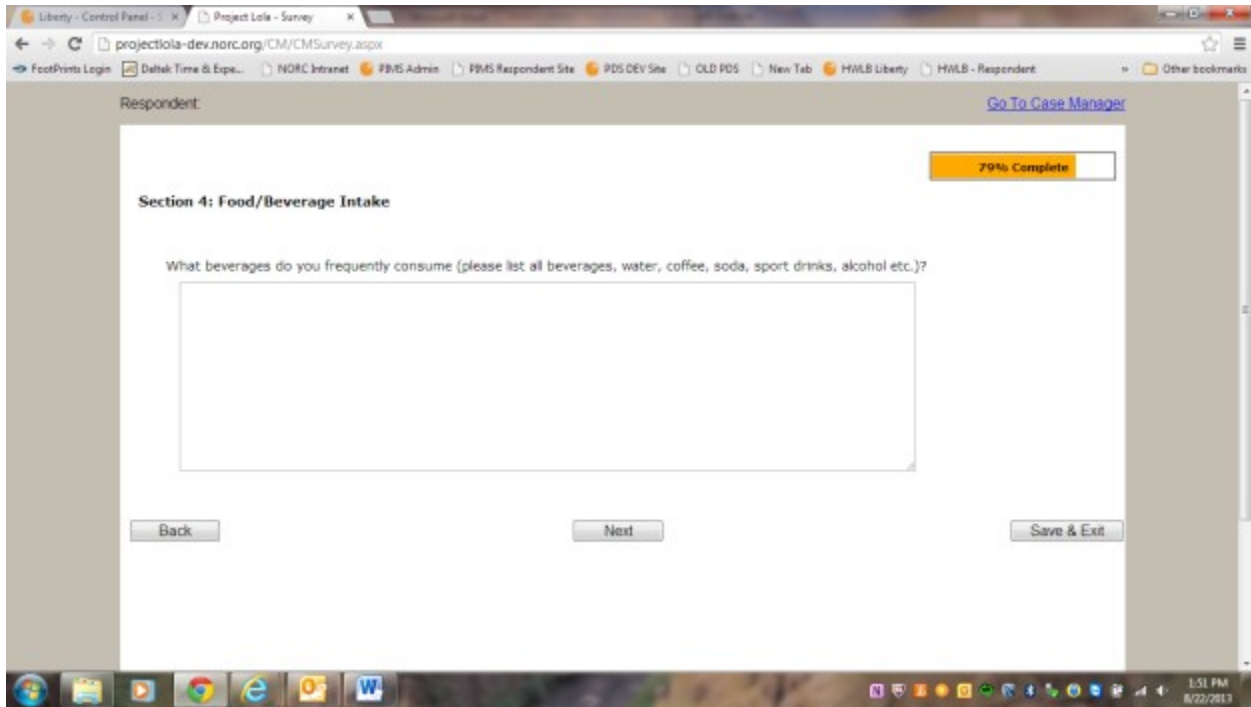 Liberty - Control Panel - S
Project Lola - Survey
projectlola-dev.norc.org/CM/CMSurvey.aspx
FootPrints Login Deltek Time & Expe... NORC Intranet PIMS Admin PIMS Respondent Site PDS DEV Site OLD PDS New Tab HWLB Liberty HWLB - Respondent » Other bookmarks
Respondent: Go To Case Manager
79% Complete
Section 4: Food/Beverage Intake
What beverages do you frequently consume (please list all beverages, water, coffee, soda, sport drinks, alcohol etc.)?
Back Next Save & Exit
1:51 PM
8/22/2013